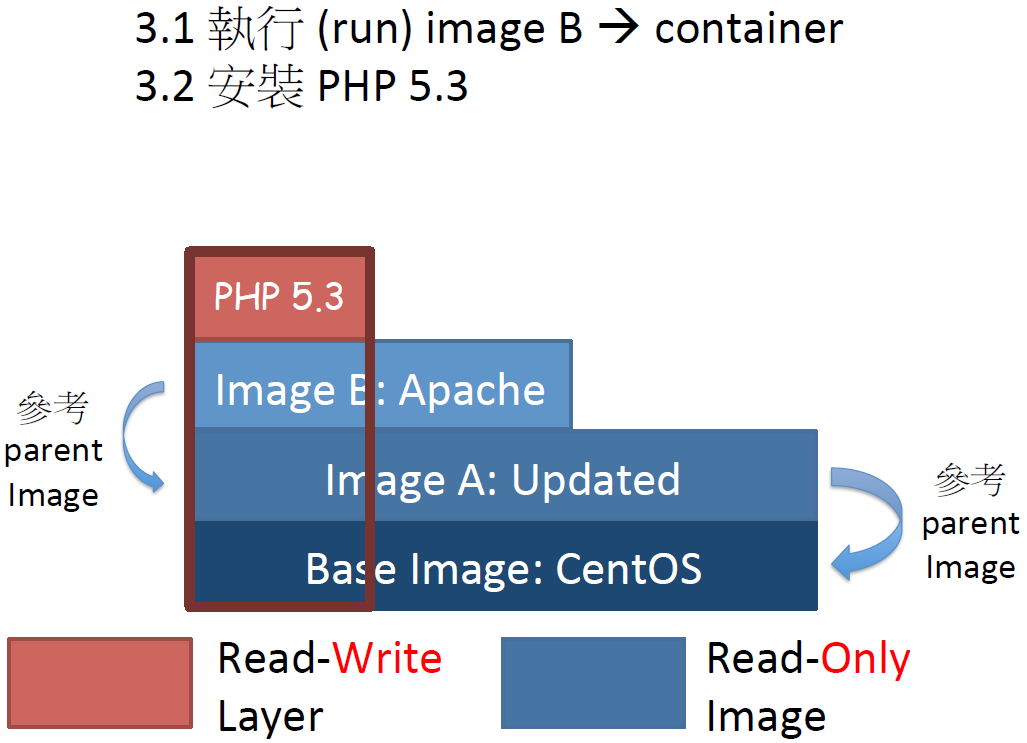 3.1 執行 (run) image B → container
3.2 安裝 PHP 5.3
PHP 5.3
Image B: Apache
參考
parent
Image
Image A: Updated
參考
parent
Image
Base Image: CentOS
Read-Write
Layer
Read-Only
Image